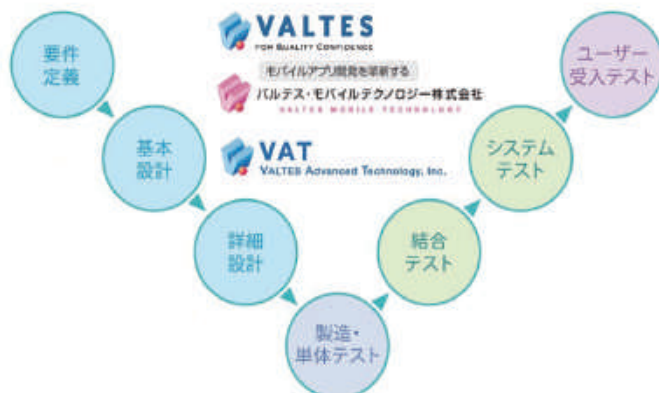 VALTES
FOR QUALITY CONFIDENCE
モバイルアプリ開発を革新する
バルテス・モバイルテクノロジー株式会社
VALTES MOBILE TECHNOLOGY
VAT
VALTES Advanced Technology, Inc.
要件
定義
基本
設計
詳細
設計
製造・
単体テスト
結合
テスト
システム
テスト
ユーザー
受入テスト